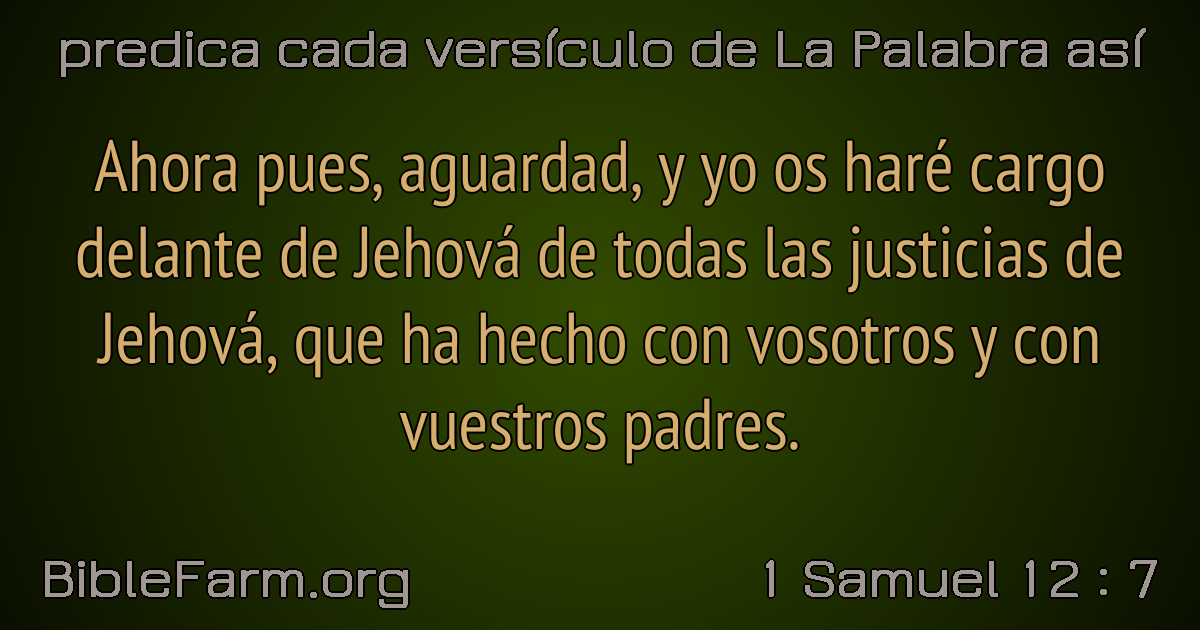 predica cada versículo de La Palabra así
Ahora pues, aguardad, y yo os haré cargo
delante de Jehová de todas las justicias de
Jehová, que ha hecho con vosotros y con
vuestros padres.
BibleFarm.org
1 Samuel 12 : 7